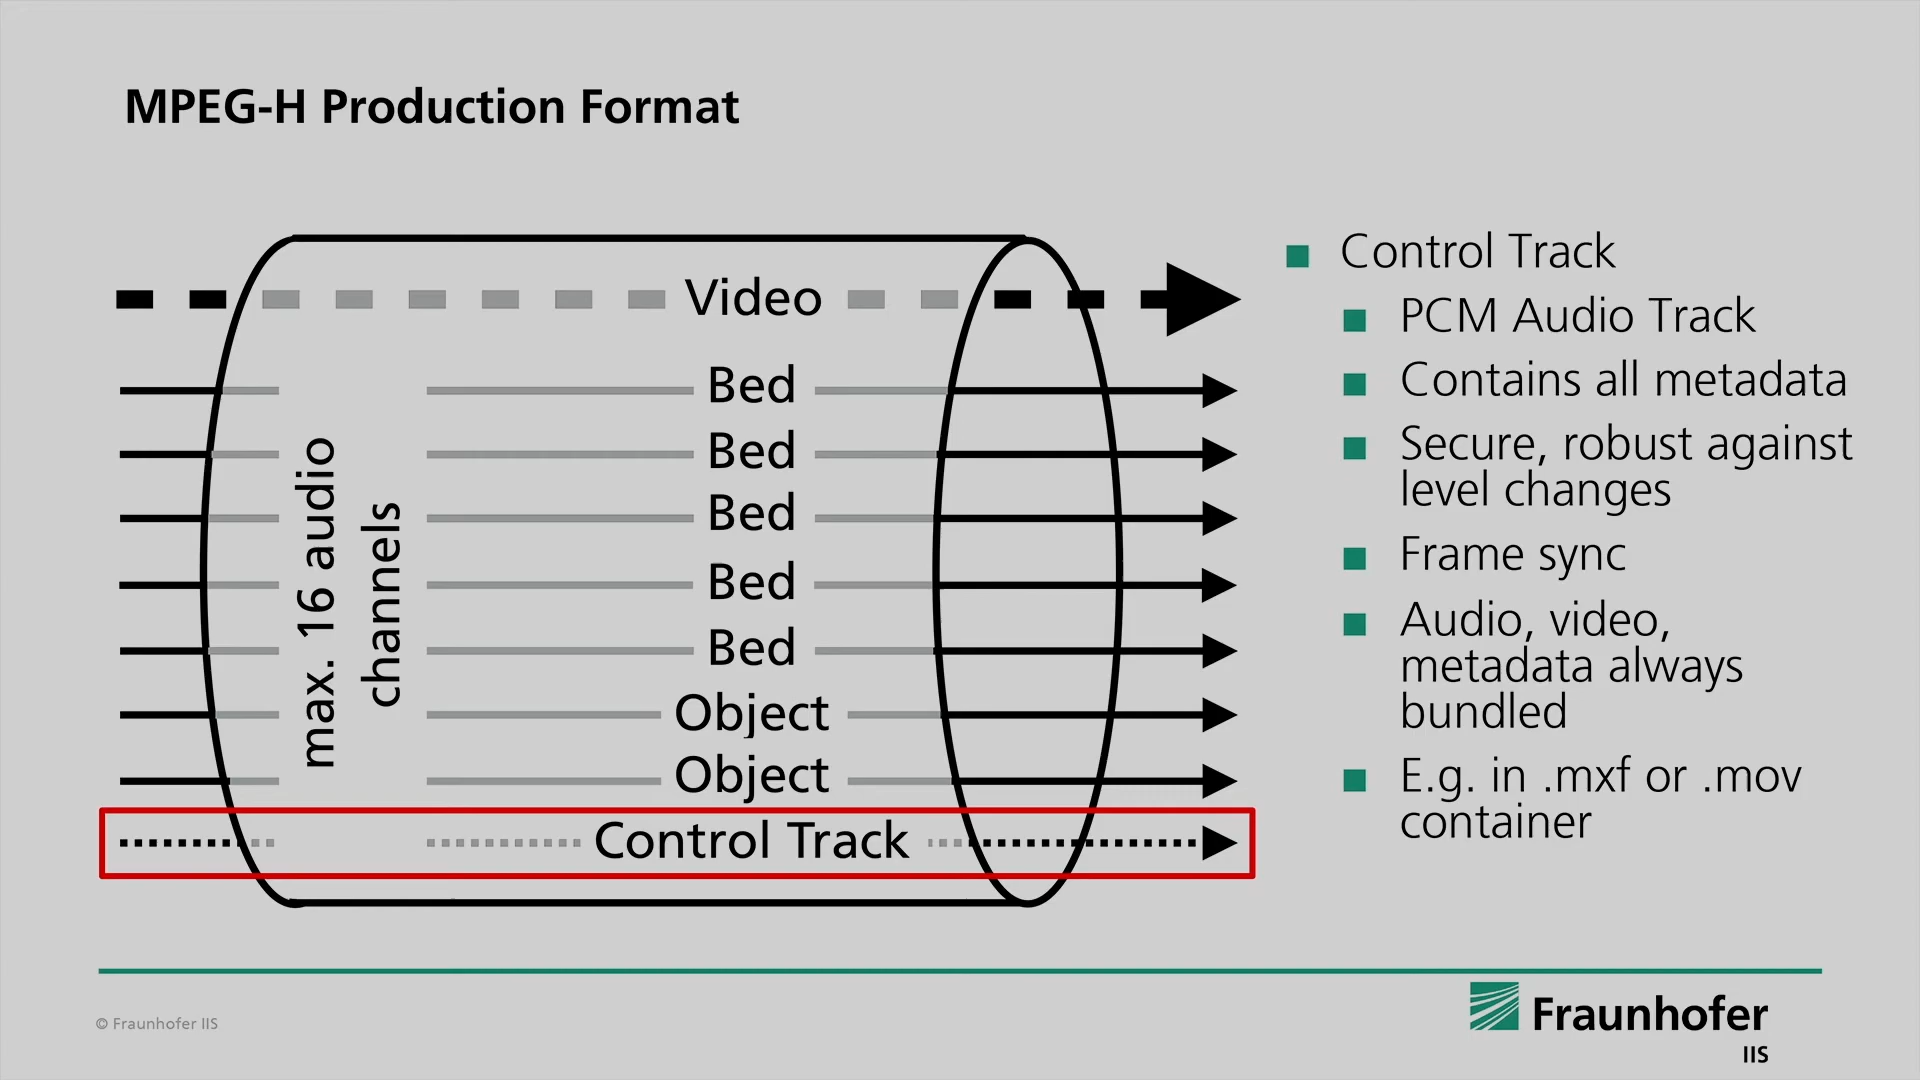 MPEG-H Production Format
Video
Bed
Bed
Bed
Bed
Bed
Object
Object
Control Track
max. 16 audio
channels
Control Track
PCM Audio Track
Contains all metadata
Secure, robust against
level changes
Frame sync
Audio, video,
metadata always
bundled
E.g. in .mxf or .mov
container
© Fraunhofer IIS
Fraunhofer
IIS